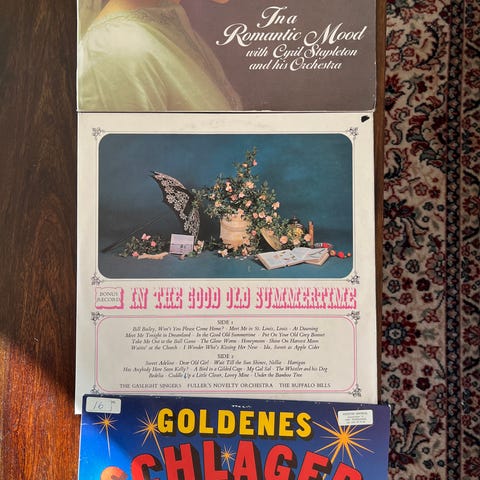 In a
Romantic Mood
with Cyril Stapleton
and his Orchestra
BONUS
RECORD
IN THE GOOD OLD SUMMERTIME
SIDE 1
Bill Bailey, Won't You Please Come Home? - Meet Me in St. Louis, Louis - At Dawning
Meet Me Tonight in Dreamland - In the Good Old Summertime - Put On Your Old Grey Bonnet
Take Me Out to the Ball Game - The Glow Worm - Honeymoon - Shine On Harvest Moon
Waitin' at the Church - I Wonder Who's Kissing Her Now - Ida, Sweet as Apple Cider
SIDE 2
Sweet Adeline - Dear Old Girl - Wait Till the Sun Shines, Nellie - Harrigan
Has Anybody Here Seen Kelly? - A Bird in a Gilded Cage - My Gal Sal - The Whistler and his Dog
Bedelia - Cuddle Up a Little Closer, Lovey Mine - Under the Bamboo Tree
THE GASLIGHT SINGERS FULLER'S NOVELTY ORCHESTRA THE BUFFALO BILLS
16
GOLDENES
SCHLAGER